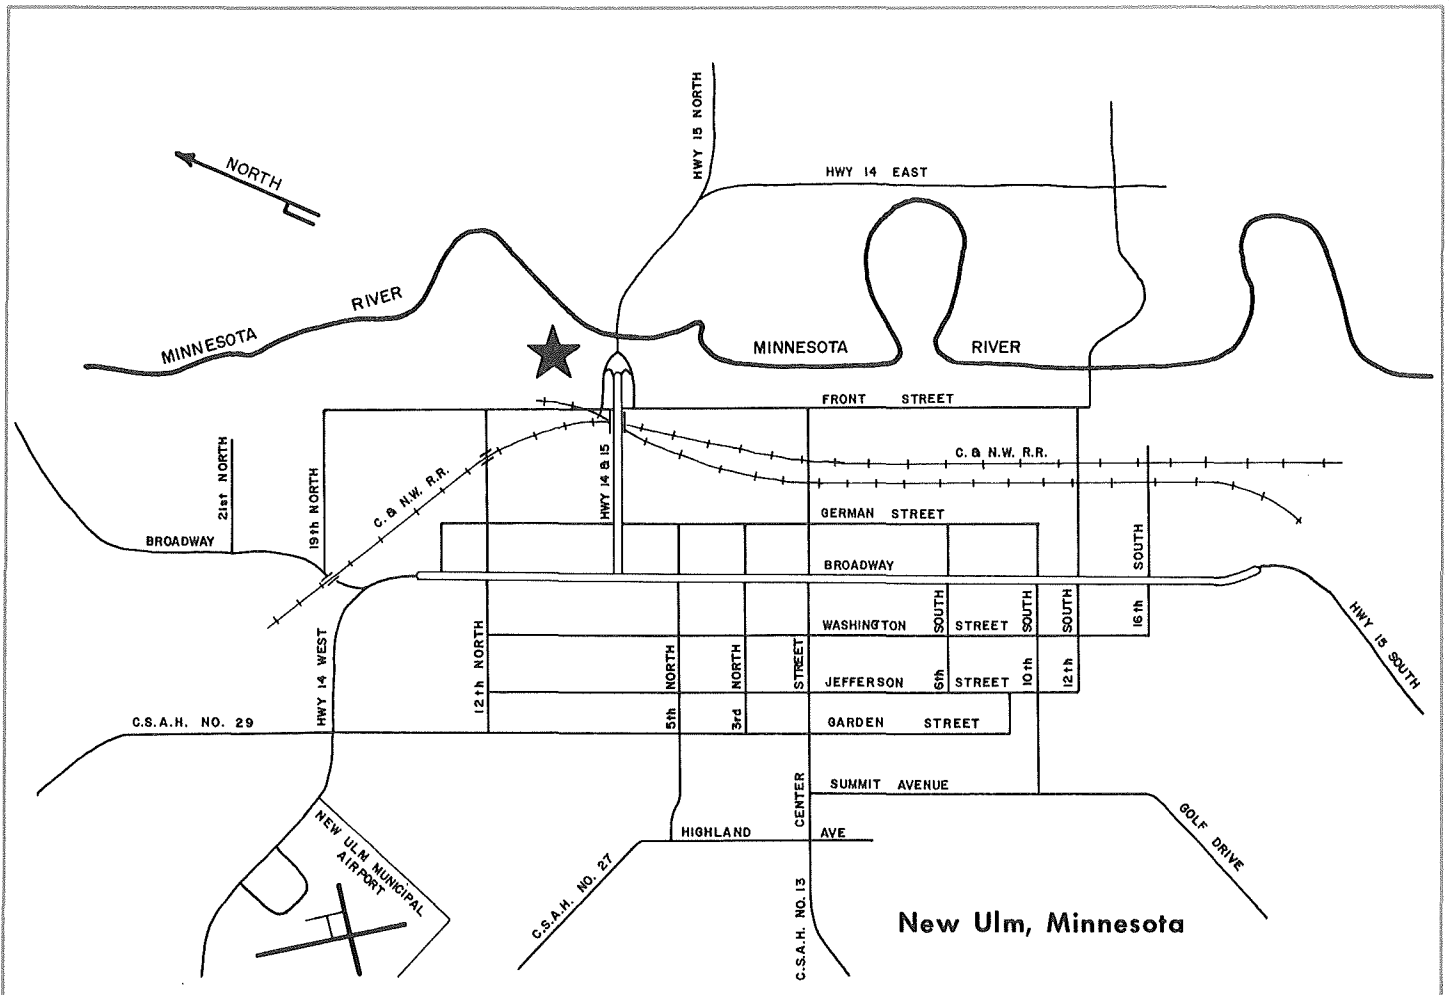 HWY 15 NORTH
HWY 14 EAST
NORTH
MINNESOTA RIVER
MINNESOTA RIVER
FRONT STREET
C. & N.W. R.R.
C. & N.W. R.R.
21st NORTH
19th NORTH
HWY 14 & 15
GERMAN STREET
BROADWAY
BROADWAY
WASHINGTON STREET
6th SOUTH
10th SOUTH
12th SOUTH
16th SOUTH
HWY 15 SOUTH
HWY 14 WEST
12th NORTH
5th NORTH
3rd NORTH
CENTER STREET
JEFFERSON STREET
C.S.A.H. NO. 29
GARDEN STREET
SUMMIT AVENUE
GOLF DRIVE
HIGHLAND AVE
NEW ULM MUNICIPAL
AIRPORT
C.S.A.H. NO. 27
C.S.A.H. NO. 13
New Ulm, Minnesota